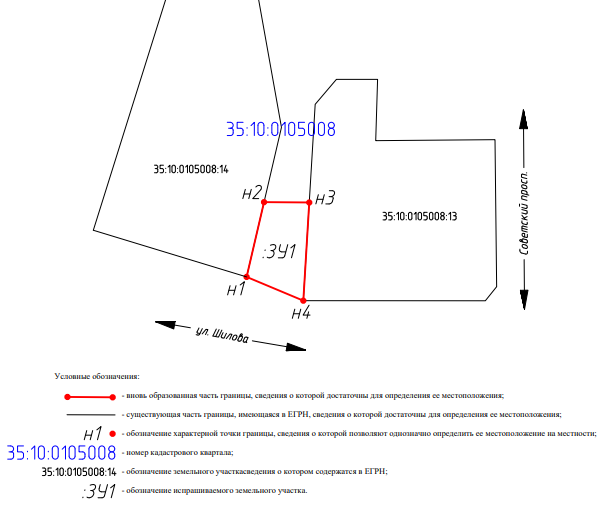 35:10:0105008
35:10:0105008:14
н2
н3
35:10:0105008:13
Советский просп.
:ЗУ1
н1
н4
ул. Шилова
Условные обозначения:
- вновь образованная часть границы, сведения о которой достаточны для определения ее местоположения;
- существующая часть границы, имеющаяся в ЕГРН, сведения о которой достаточны для определения ее местоположения;
н1 - обозначение характерной точки границы, сведения о которой позволяют однозначно определить ее местоположение на местности;
35:10:0105008 - номер кадастрового квартала;
35:10:0105008:14 - обозначение земельного участкасведения о котором содержатся в ЕГРН;
:ЗУ1 - обозначение испрашиваемого земельного участка.